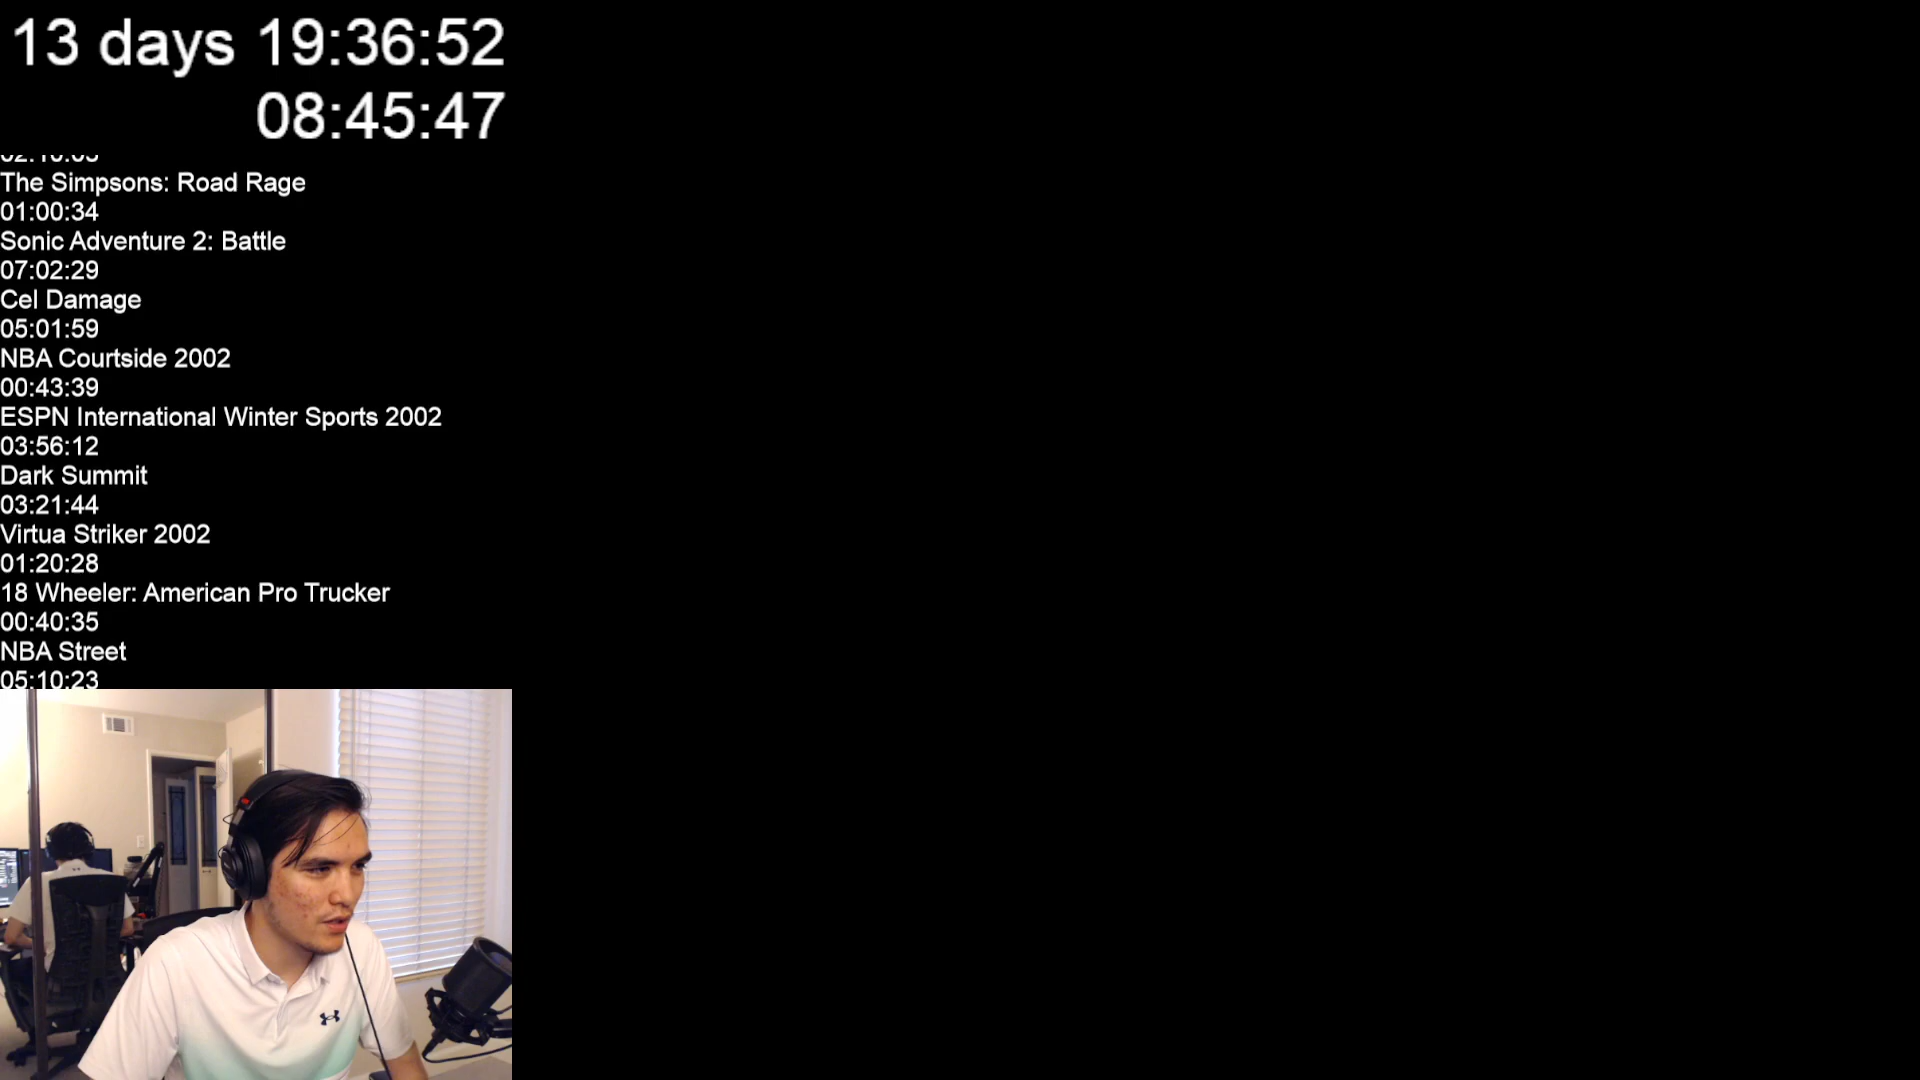 13 days 19:36:52
08:45:47
The Simpsons: Road Rage
01:00:34
Sonic Adventure 2: Battle
07:02:29
Cel Damage
05:01:59
NBA Courtside 2002
00:43:39
ESPN International Winter Sports 2002
03:56:12
Dark Summit
03:21:44
Virtua Striker 2002
01:20:28
18 Wheeler: American Pro Trucker
00:40:35
NBA Street
05:10:23